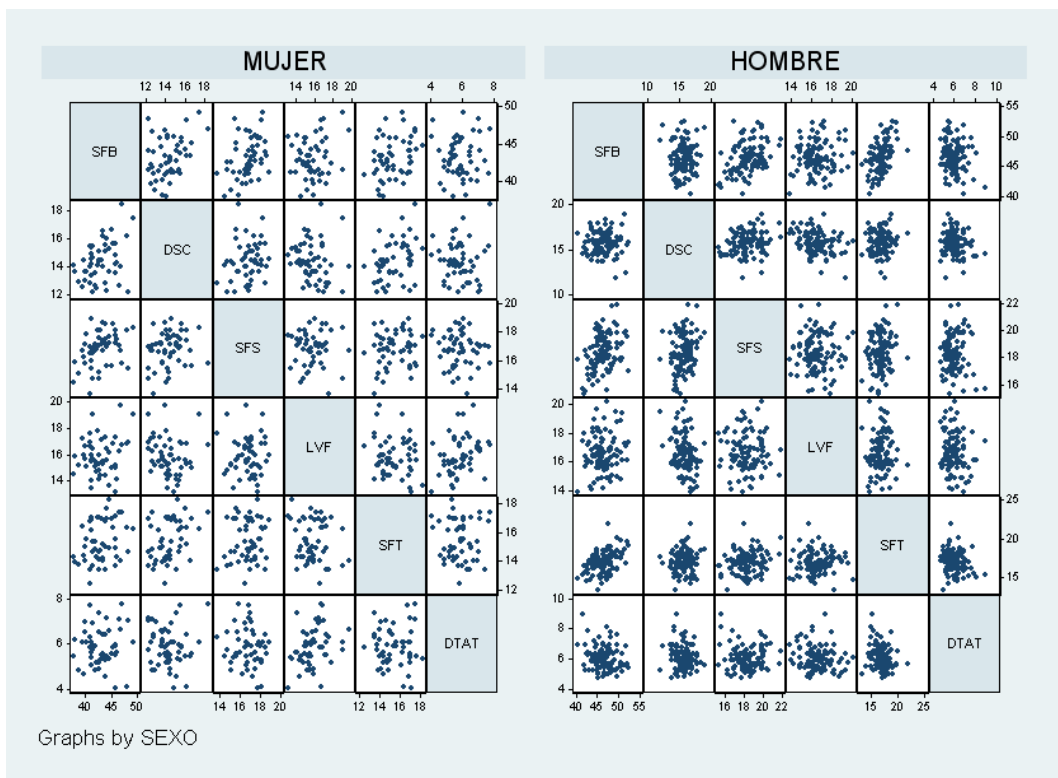 MUJER HOMBRE
12 14 16 18 14 16 18 20 4 6 8 10 15 20 14 16 18 20 4 6 8 10
SFB 50 45 40 SFB 55 50 45 40
18 16 14 12 DSC 20 15 10 DSC
SFS 20 18 16 14 SFS 22 20 18 16
20 18 16 14 LVF 20 18 16 14 LVF
SFT 18 16 14 12 SFT 25 20 15
8 6 4 DTAT 10 8 6 4 DTAT
40 45 50 14 16 18 20 12 14 16 18 40 45 50 55 16 18 20 22 15 20 25
Graphs by SEXO